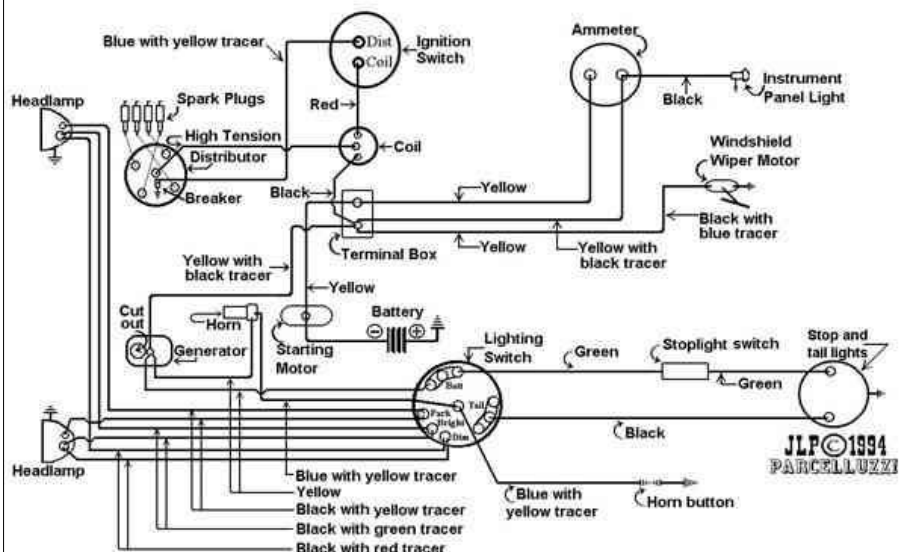 Blue with yellow tracer
Dist
Coil
Ignition
Switch
Ammeter
Headlamp
Spark Plugs
Red
Black
Instrument
Panel Light
High Tension
Coil
Distributor
Breaker
Windshield
Wiper Motor
Black
Yellow
Black with
blue tracer
Terminal Box
Yellow
Yellow with
black tracer
Yellow with
black tracer
Yellow
Cut
out
Horn
Battery
Generator
Starting
Motor
Lighting
Switch
Green
Stoplight switch
Stop and
tail lights
Green
Batt
Tail
Park
Bright
Dim
Black
JLP©1994
PARCELLUZZI
Headlamp
Blue with yellow tracer
Yellow
Blue with
yellow tracer
Horn button
Black with yellow tracer
Black with green tracer
Black with red tracer